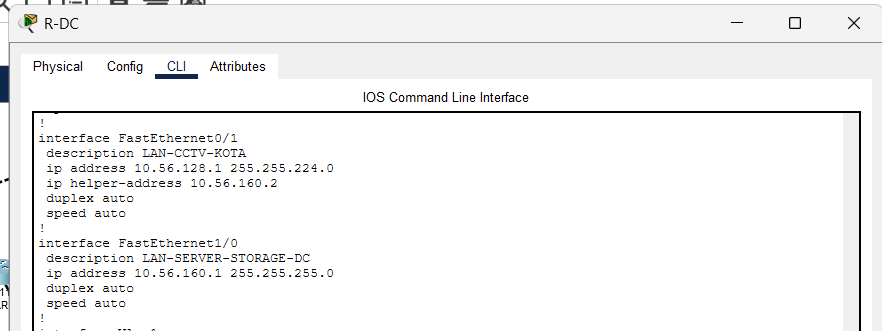 R-DC
Physical Config CLI Attributes
IOS Command Line Interface
!
interface FastEthernet0/1
description LAN-CCTV-KOTA
ip address 10.56.128.1 255.255.224.0
ip helper-address 10.56.160.2
duplex auto
speed auto
!
interface FastEthernet1/0
description LAN-SERVER-STORAGE-DC
ip address 10.56.160.1 255.255.255.0
duplex auto
speed auto
!